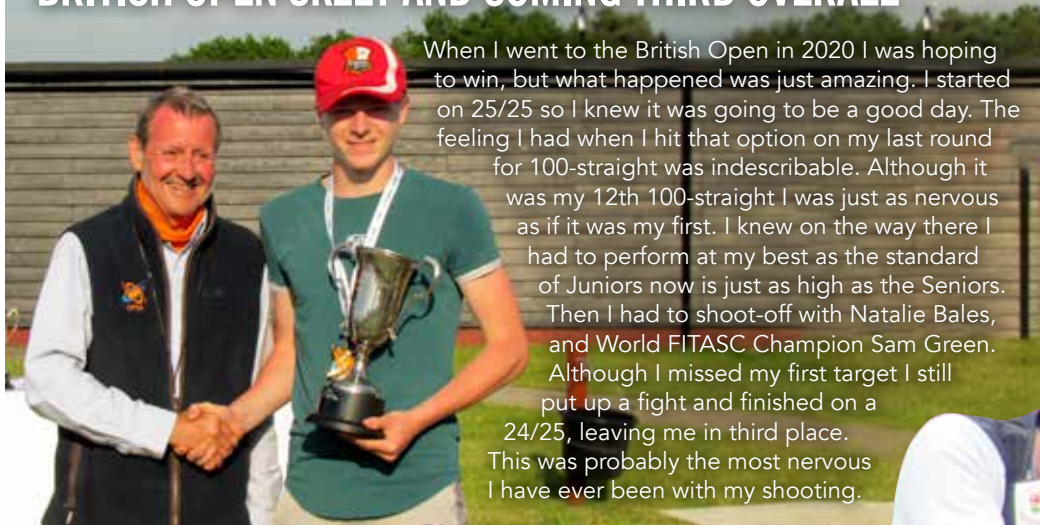 BRITISH OPEN SKEET AND COMING THIRD OVERALL
When I went to the British Open in 2020 I was hoping
to win, but what happened was just amazing. I started
on 25/25 so I knew it was going to be a good day. The
feeling I had when I hit that option on my last round
for 100-straight was indescribable. Although it
was my 12th 100-straight I was just as nervous
as if it was my first. I knew on the way there I
had to perform at my best as the standard
of Juniors now is just as high as the Seniors.
Then I had to shoot-off with Natalie Bales,
and World FITASC Champion Sam Green.
Although I missed my first target I still
put up a fight and finished on a
24/25, leaving me in third place.
This was probably the most nervous
I have ever been with my shooting.